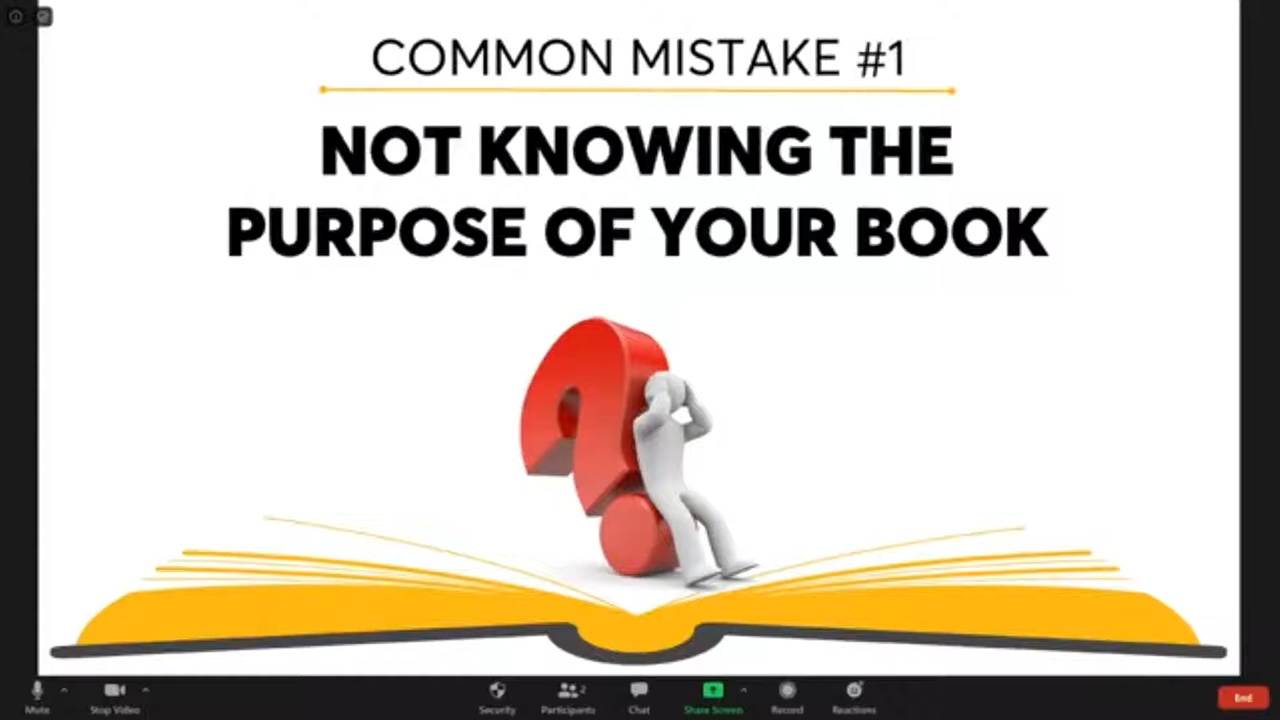 COMMON MISTAKE #1
NOT KNOWING THE
PURPOSE OF YOUR BOOK
Mute
Stop Video
Security
Participants
2
Chat
Share Screen
Record
Reactions
End